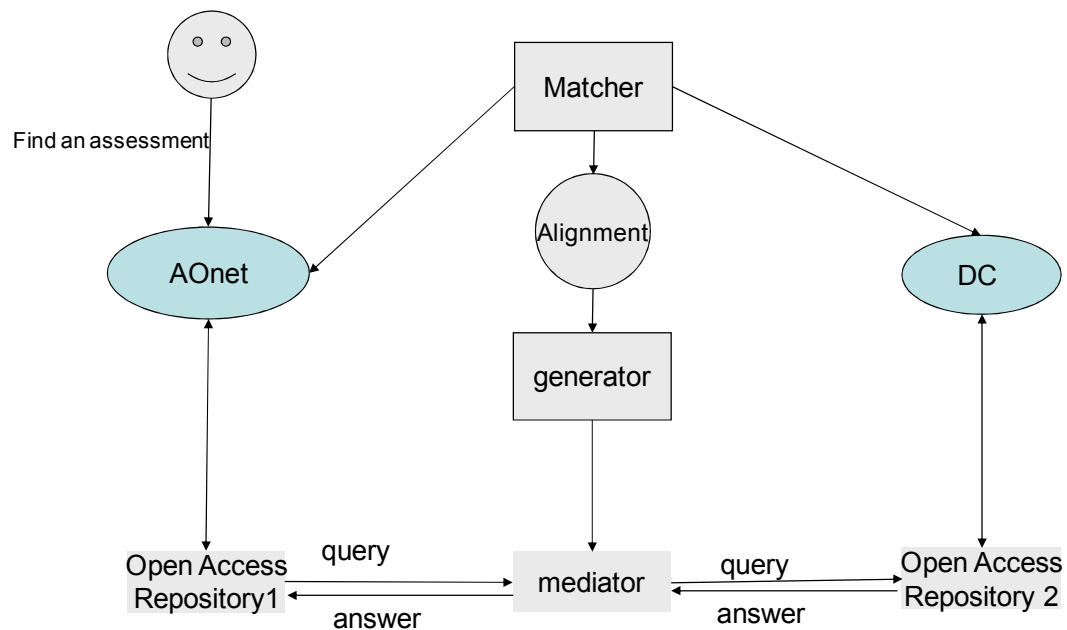 Matcher
Find an assessment
Alignment
AOnet
DC
generator
query
Open Access
Repository1
mediator
query
Open Access
Repository 2
answer
answer